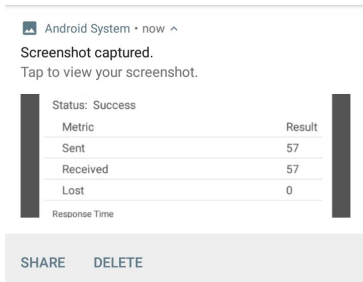 Android System • now
Screenshot captured.
Tap to view your screenshot.
Status: Success
Metric Result
Sent 57
Received 57
Lost 0
Response Time
SHARE DELETE